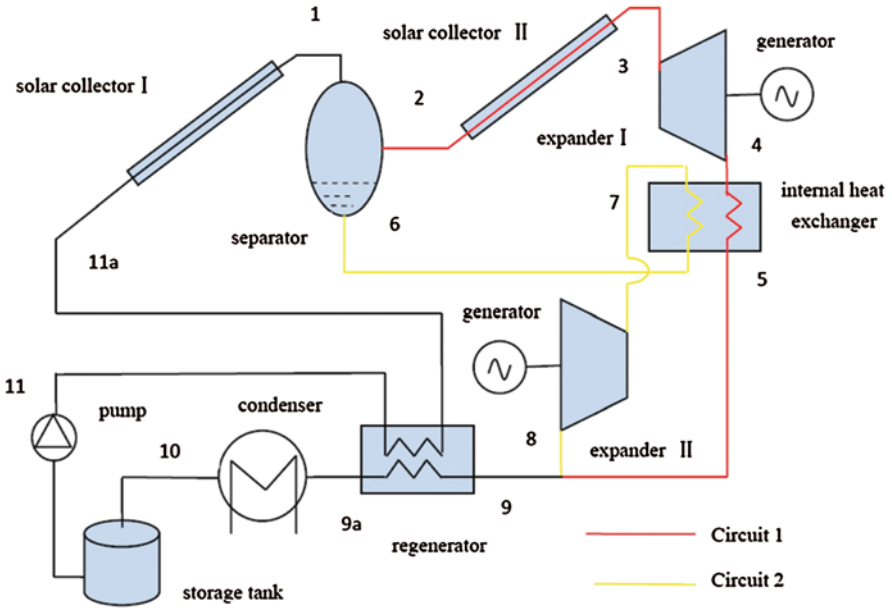 1
solar collector II
generator
solar collector I
3
2
expander I
4
7
internal heat
exchanger
6
separator
11a
5
generator
11
pump
condenser
8
expander II
10
9
9a
regenerator
Circuit 1
storage tank
Circuit 2